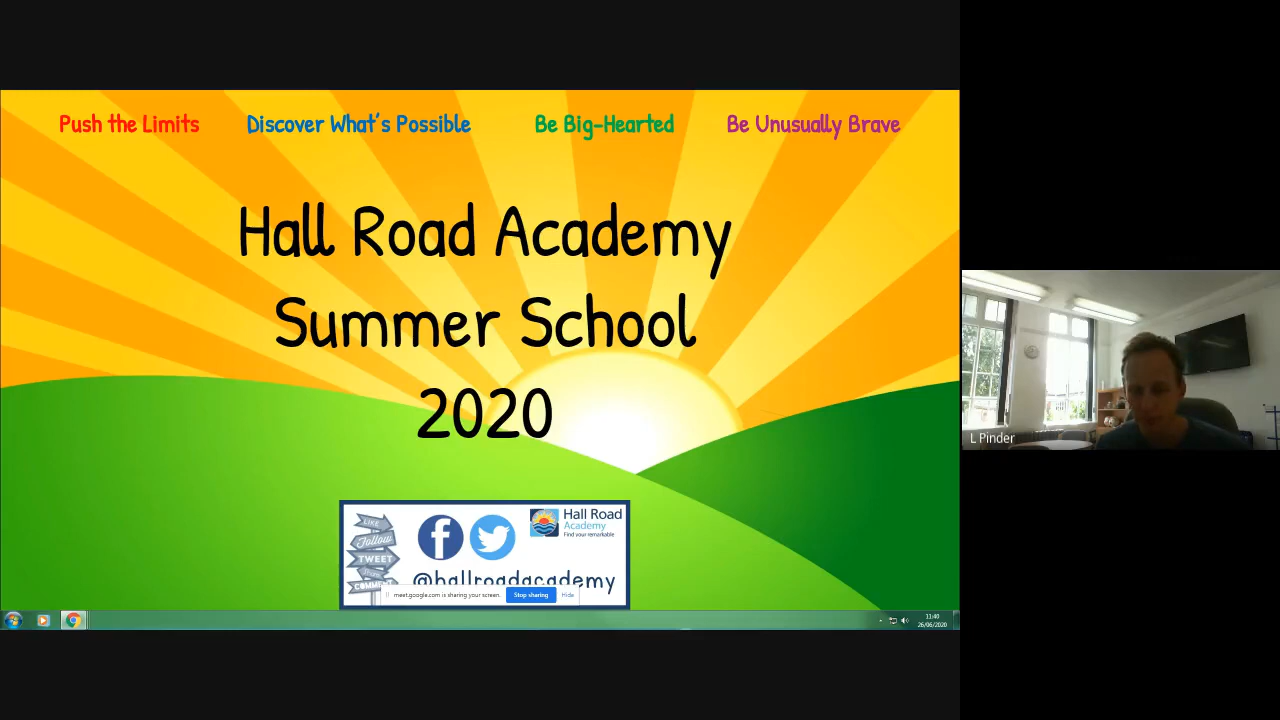 Push the Limits
Discover What's Possible
Be Big-Hearted
Be Unusually Brave
Hall Road Academy
Summer School
2020
LIKE
Follow
TWEET
Hall Road
Academy
Find your remarkable
@hallroadacademy
meet.google.com is sharing your screen.
Stop sharing
Hide
11:40
26/06/2020
L Pinder